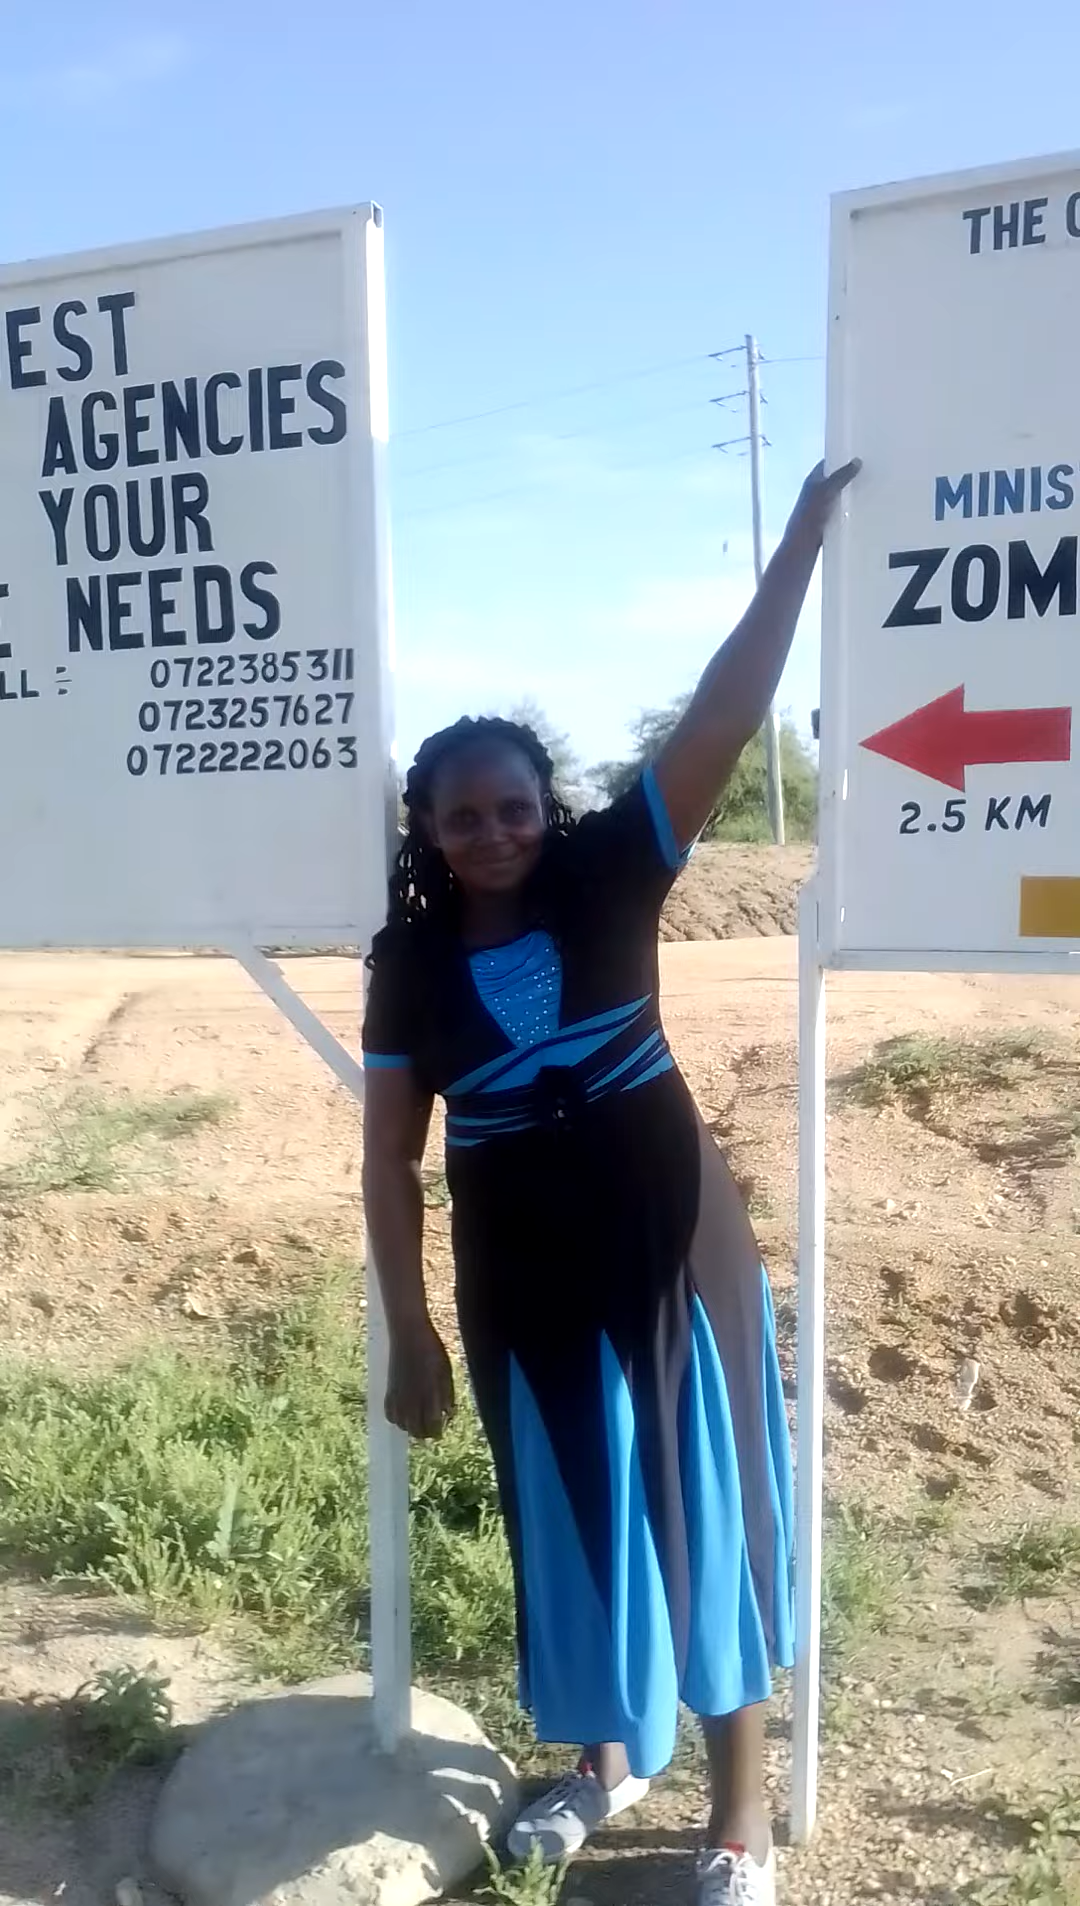 EST
AGENCIES
YOUR
NEEDS
LL :- 0722385311
0723257627
0722222063
THE
MINIS
ZOM
2.5 KM